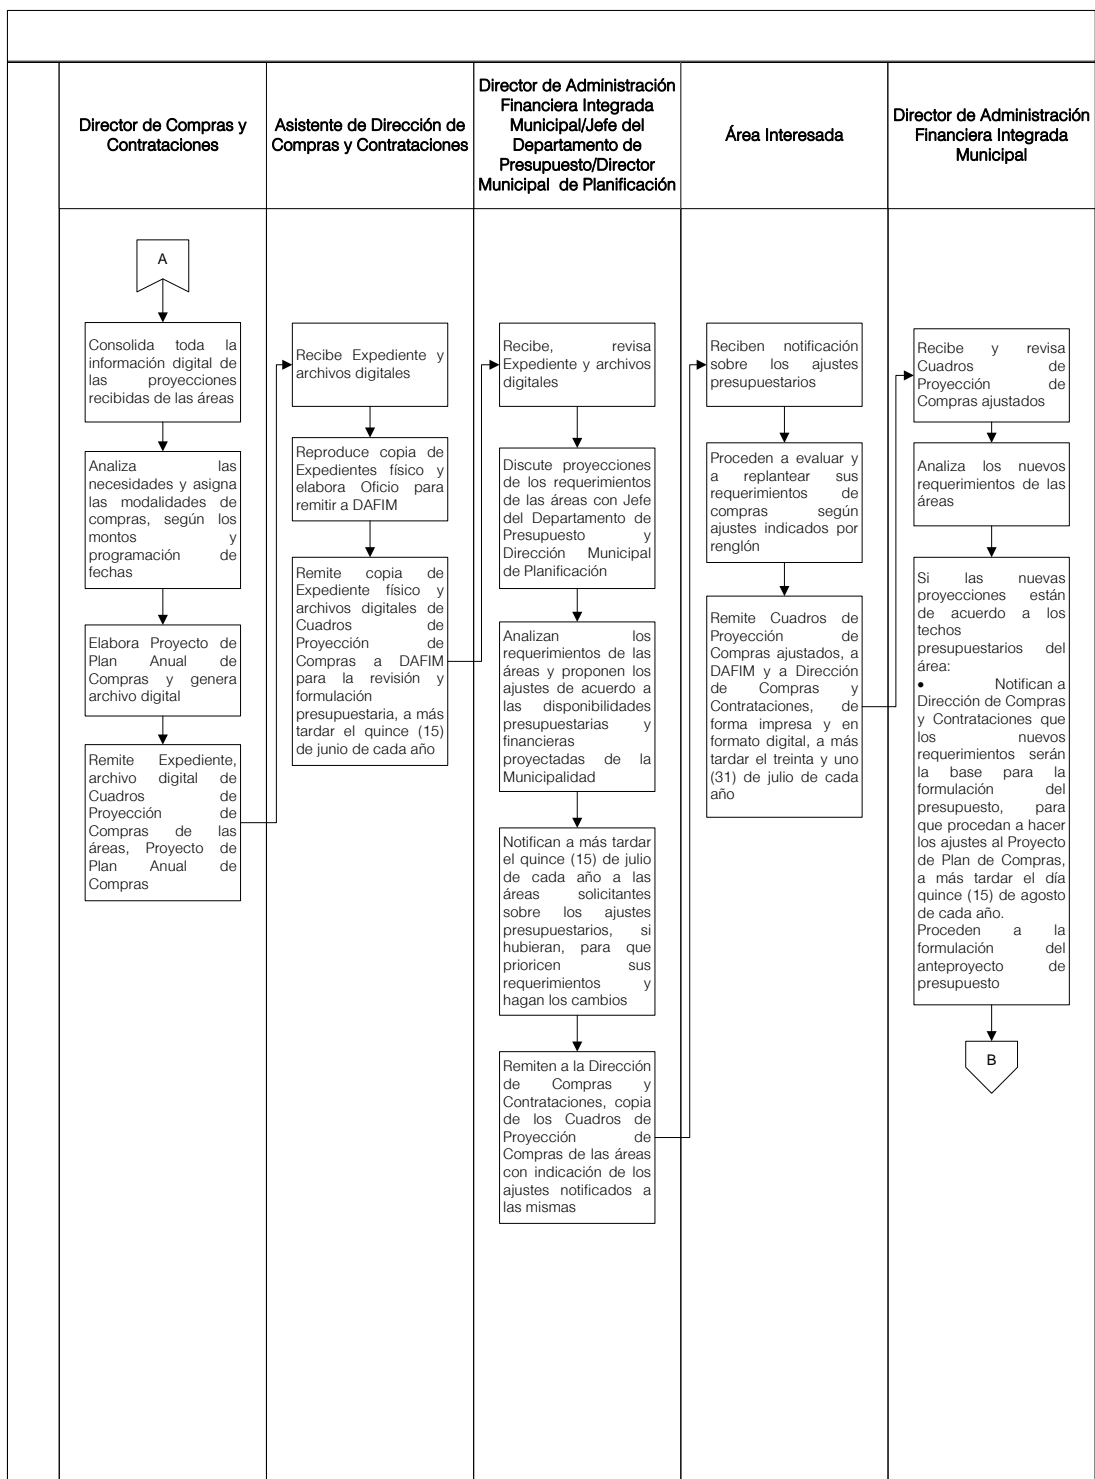 Director de Compras y
Contrataciones
Asistente de Dirección de
Compras y Contrataciones
Director de Administración
Financiera Integrada
Municipal/Jefe del
Departamento de
Presupuesto/Director
Municipal de Planificación
Área Interesada
Director de Administración
Financiera Integrada
Municipal
A
Consolida toda la
información digital de
las proyecciones
recibidas de las áreas
Analiza las
necesidades y asigna
las modalidades de
compras, según los
montos y
programación de
fechas
Elabora Proyecto de
Plan Anual de
Compras y genera
archivo digital
Remite Expediente,
archivo digital de
Cuadros de
Proyección de
Compras de las
áreas, Proyecto de
Plan Anual de
Compras
Recibe Expediente y
archivos digitales
Reproduce copia de
Expedientes físico y
elabora Oficio para
remitir a DAFIM
Remite copia de
Expediente físico y
archivos digitales de
Cuadros de
Proyección de
Compras a DAFIM
para la revisión y
formulación
presupuestaria, a más
tardar el quince (15)
de junio de cada año
Recibe, revisa
Expediente y archivos
digitales
Discute proyecciones
de los requerimientos
de las áreas con Jefe
del Departamento de
Presupuesto y
Dirección Municipal
de Planificación
Analizan los
requerimientos de las
áreas y proponen los
ajustes de acuerdo a
las disponibilidades
presupuestarias y
financieras
proyectadas de la
Municipalidad
Notifican a más tardar
el quince (15) de julio
de cada año a las
áreas solicitantes
sobre los ajustes
presupuestarios, si
hubieran, para que
prioricen sus
requerimientos y
hagan los cambios
Remiten a la Dirección
de Compras y
Contrataciones, copia
de los Cuadros de
Proyección de
Compras de las áreas
con indicación de los
ajustes notificados a
las mismas
Reciben notificación
sobre los ajustes
presupuestarios
Proceden a evaluar y
a replantear sus
requerimientos de
compras según
ajustes indicados por
renglón
Remite Cuadros de
Proyección de
Compras ajustados, a
DAFIM y a Dirección
de Compras y
Contrataciones, de
forma impresa y en
formato digital, a más
tardar el treinta y uno
(31) de julio de cada
año
Recibe y revisa
Cuadros de
Proyección de
Compras ajustados
Analiza los nuevos
requerimientos de las
áreas
Si las nuevas
proyecciones están
de acuerdo a los
techos
presupuestarios del
área:
• Notifican a
Dirección de Compras
y Contrataciones que
los nuevos
requerimientos serán
la base para la
formulación del
presupuesto, para
que procedan a hacer
los ajustes al Proyecto
de Plan de Compras,
a más tardar el día
quince (15) de agosto
de cada año.
Proceden a la
formulación del
anteproyecto de
presupuesto
B